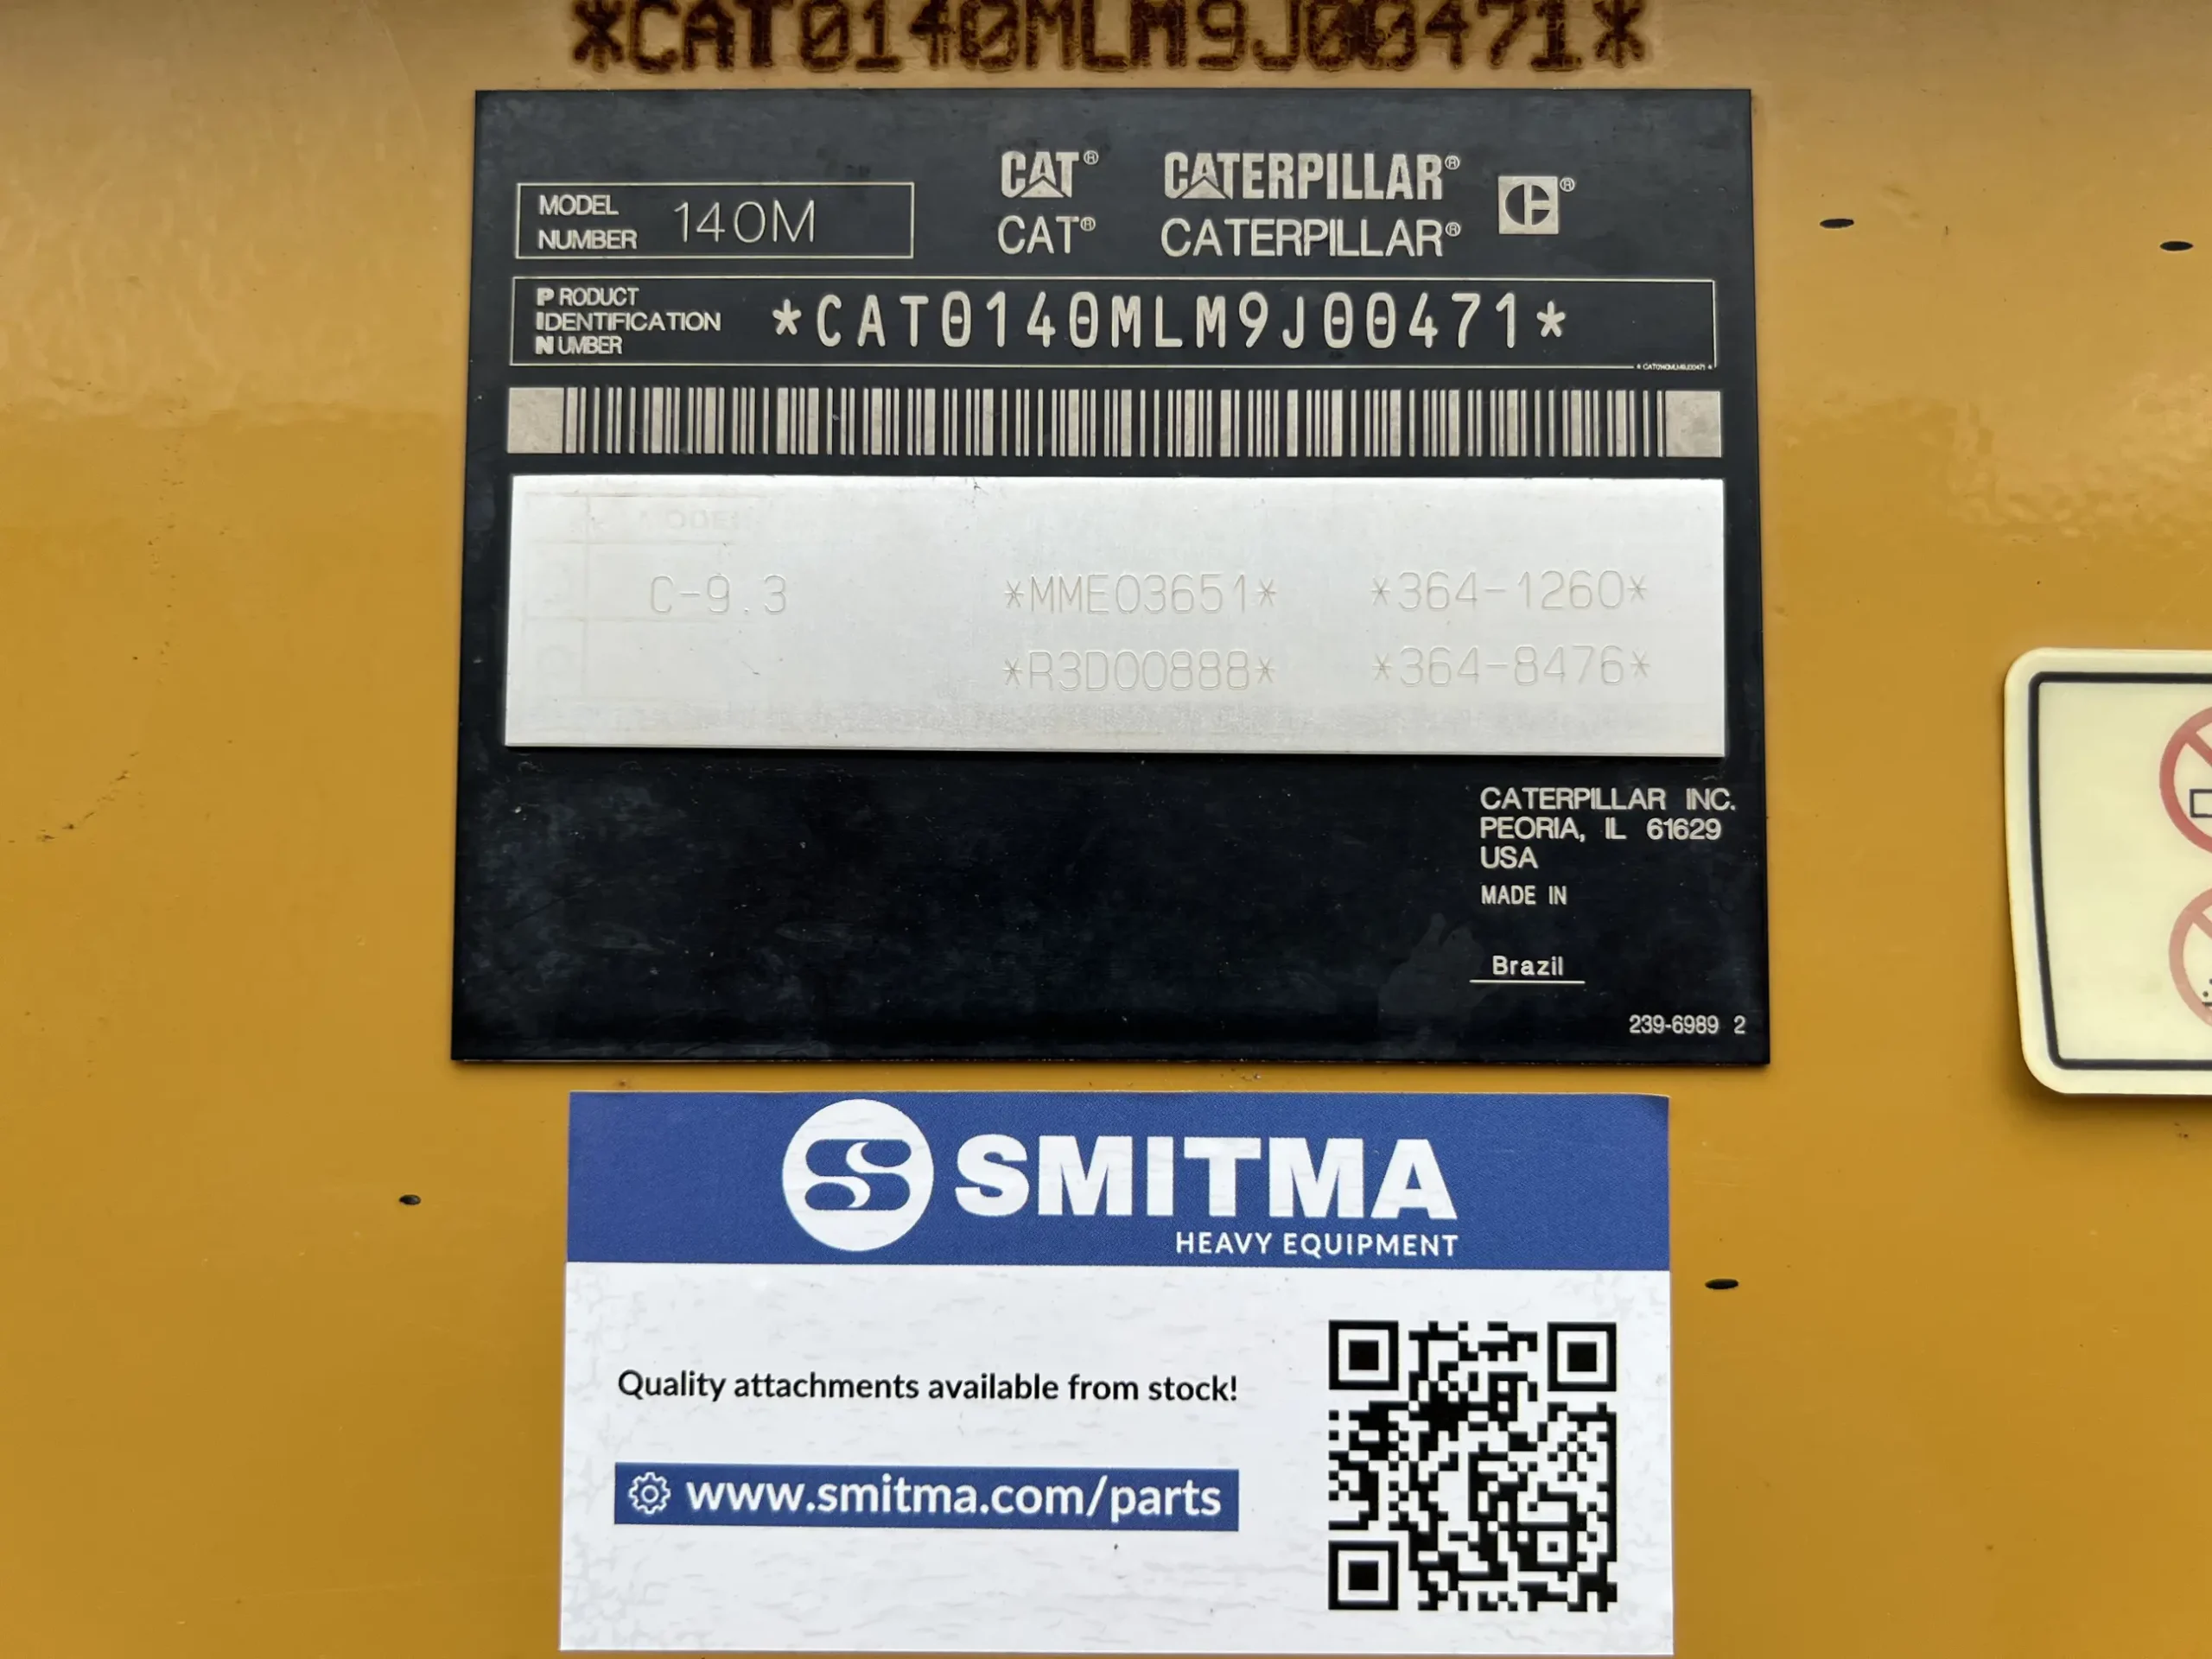 *CAT0140MLM9J00471*
MODEL
NUMBER 140M
CAT® CATERPILLAR®
CAT® CATERPILLAR®
PRODUCT
IDENTIFICATION
NUMBER
*CAT0140MLM9J00471*
*CAT0140MLM9J00471*
MODEL
C-9.3 *MME03651* *364-1260*
*R3D00888* *364-8476*
CATERPILLAR INC.
PEORIA, IL 61629
USA
MADE IN
Brazil
239-6989 2
SMITMA
HEAVY EQUIPMENT
Quality attachments available from stock!
www.smitma.com/parts